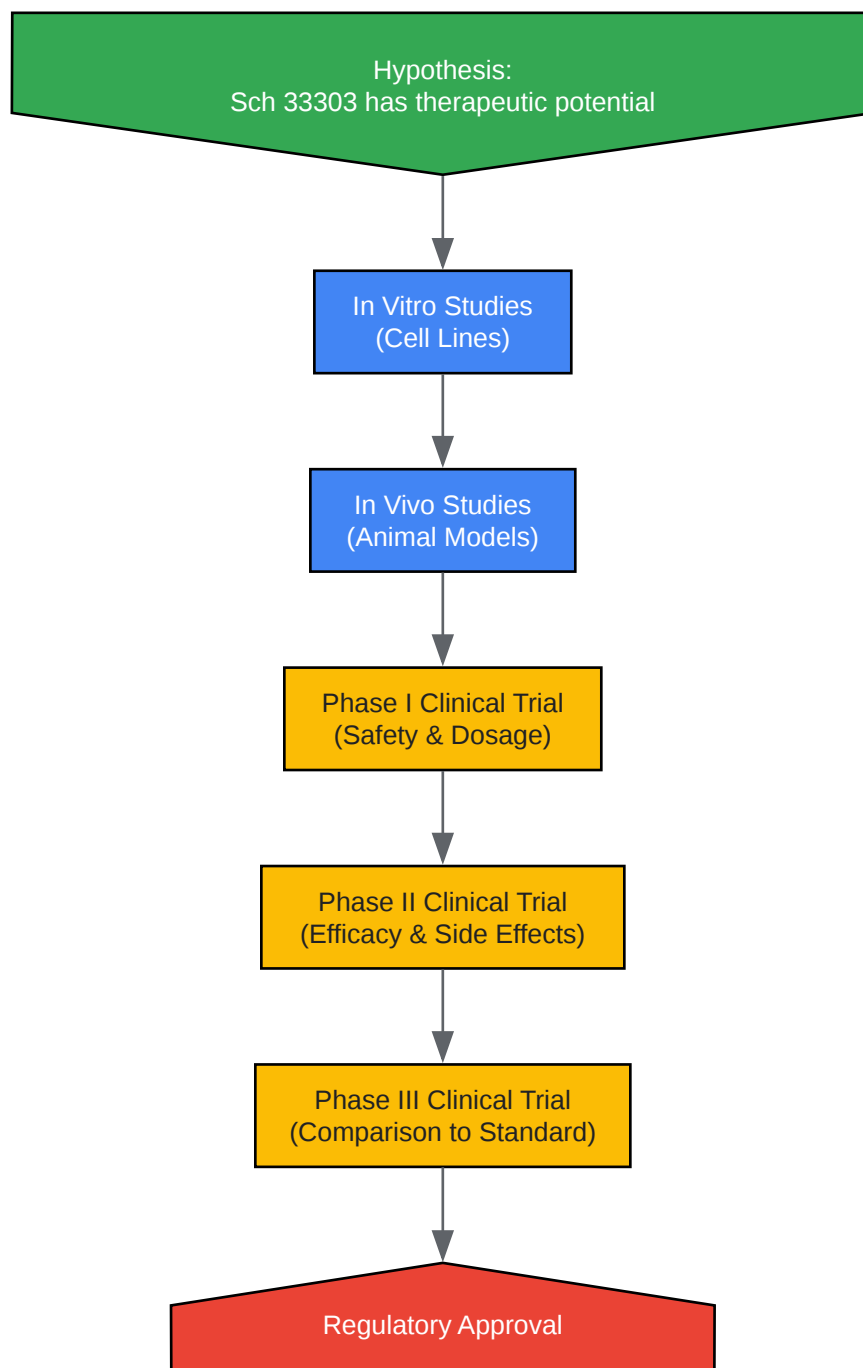 Hypothesis:
Sch 33303 has therapeutic potential
In Vitro Studies
(Cell Lines)
In Vivo Studies
(Animal Models)
Phase I Clinical Trial
(Safety & Dosage)
Phase II Clinical Trial
(Efficacy & Side Effects)
Phase III Clinical Trial
(Comparison to Standard)
Regulatory Approval